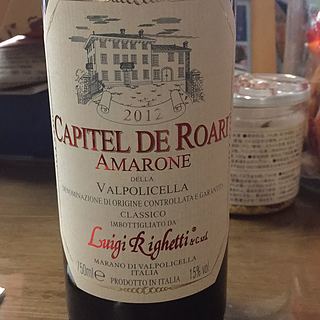 2012
CAPITEL DE ROARI
AMARONE
DELLA
VALPOLICELLA
DENOMINAZIONE DI ORIGINE CONTROLLATA E GARANTITA
CLASSICO
IMBOTTIGLIATO DA
Luigi Righetti & C. srl.
MARANO DI VALPOLICELLA
750ml e ITALIA 15% vol
PRODOTTO IN ITALIA